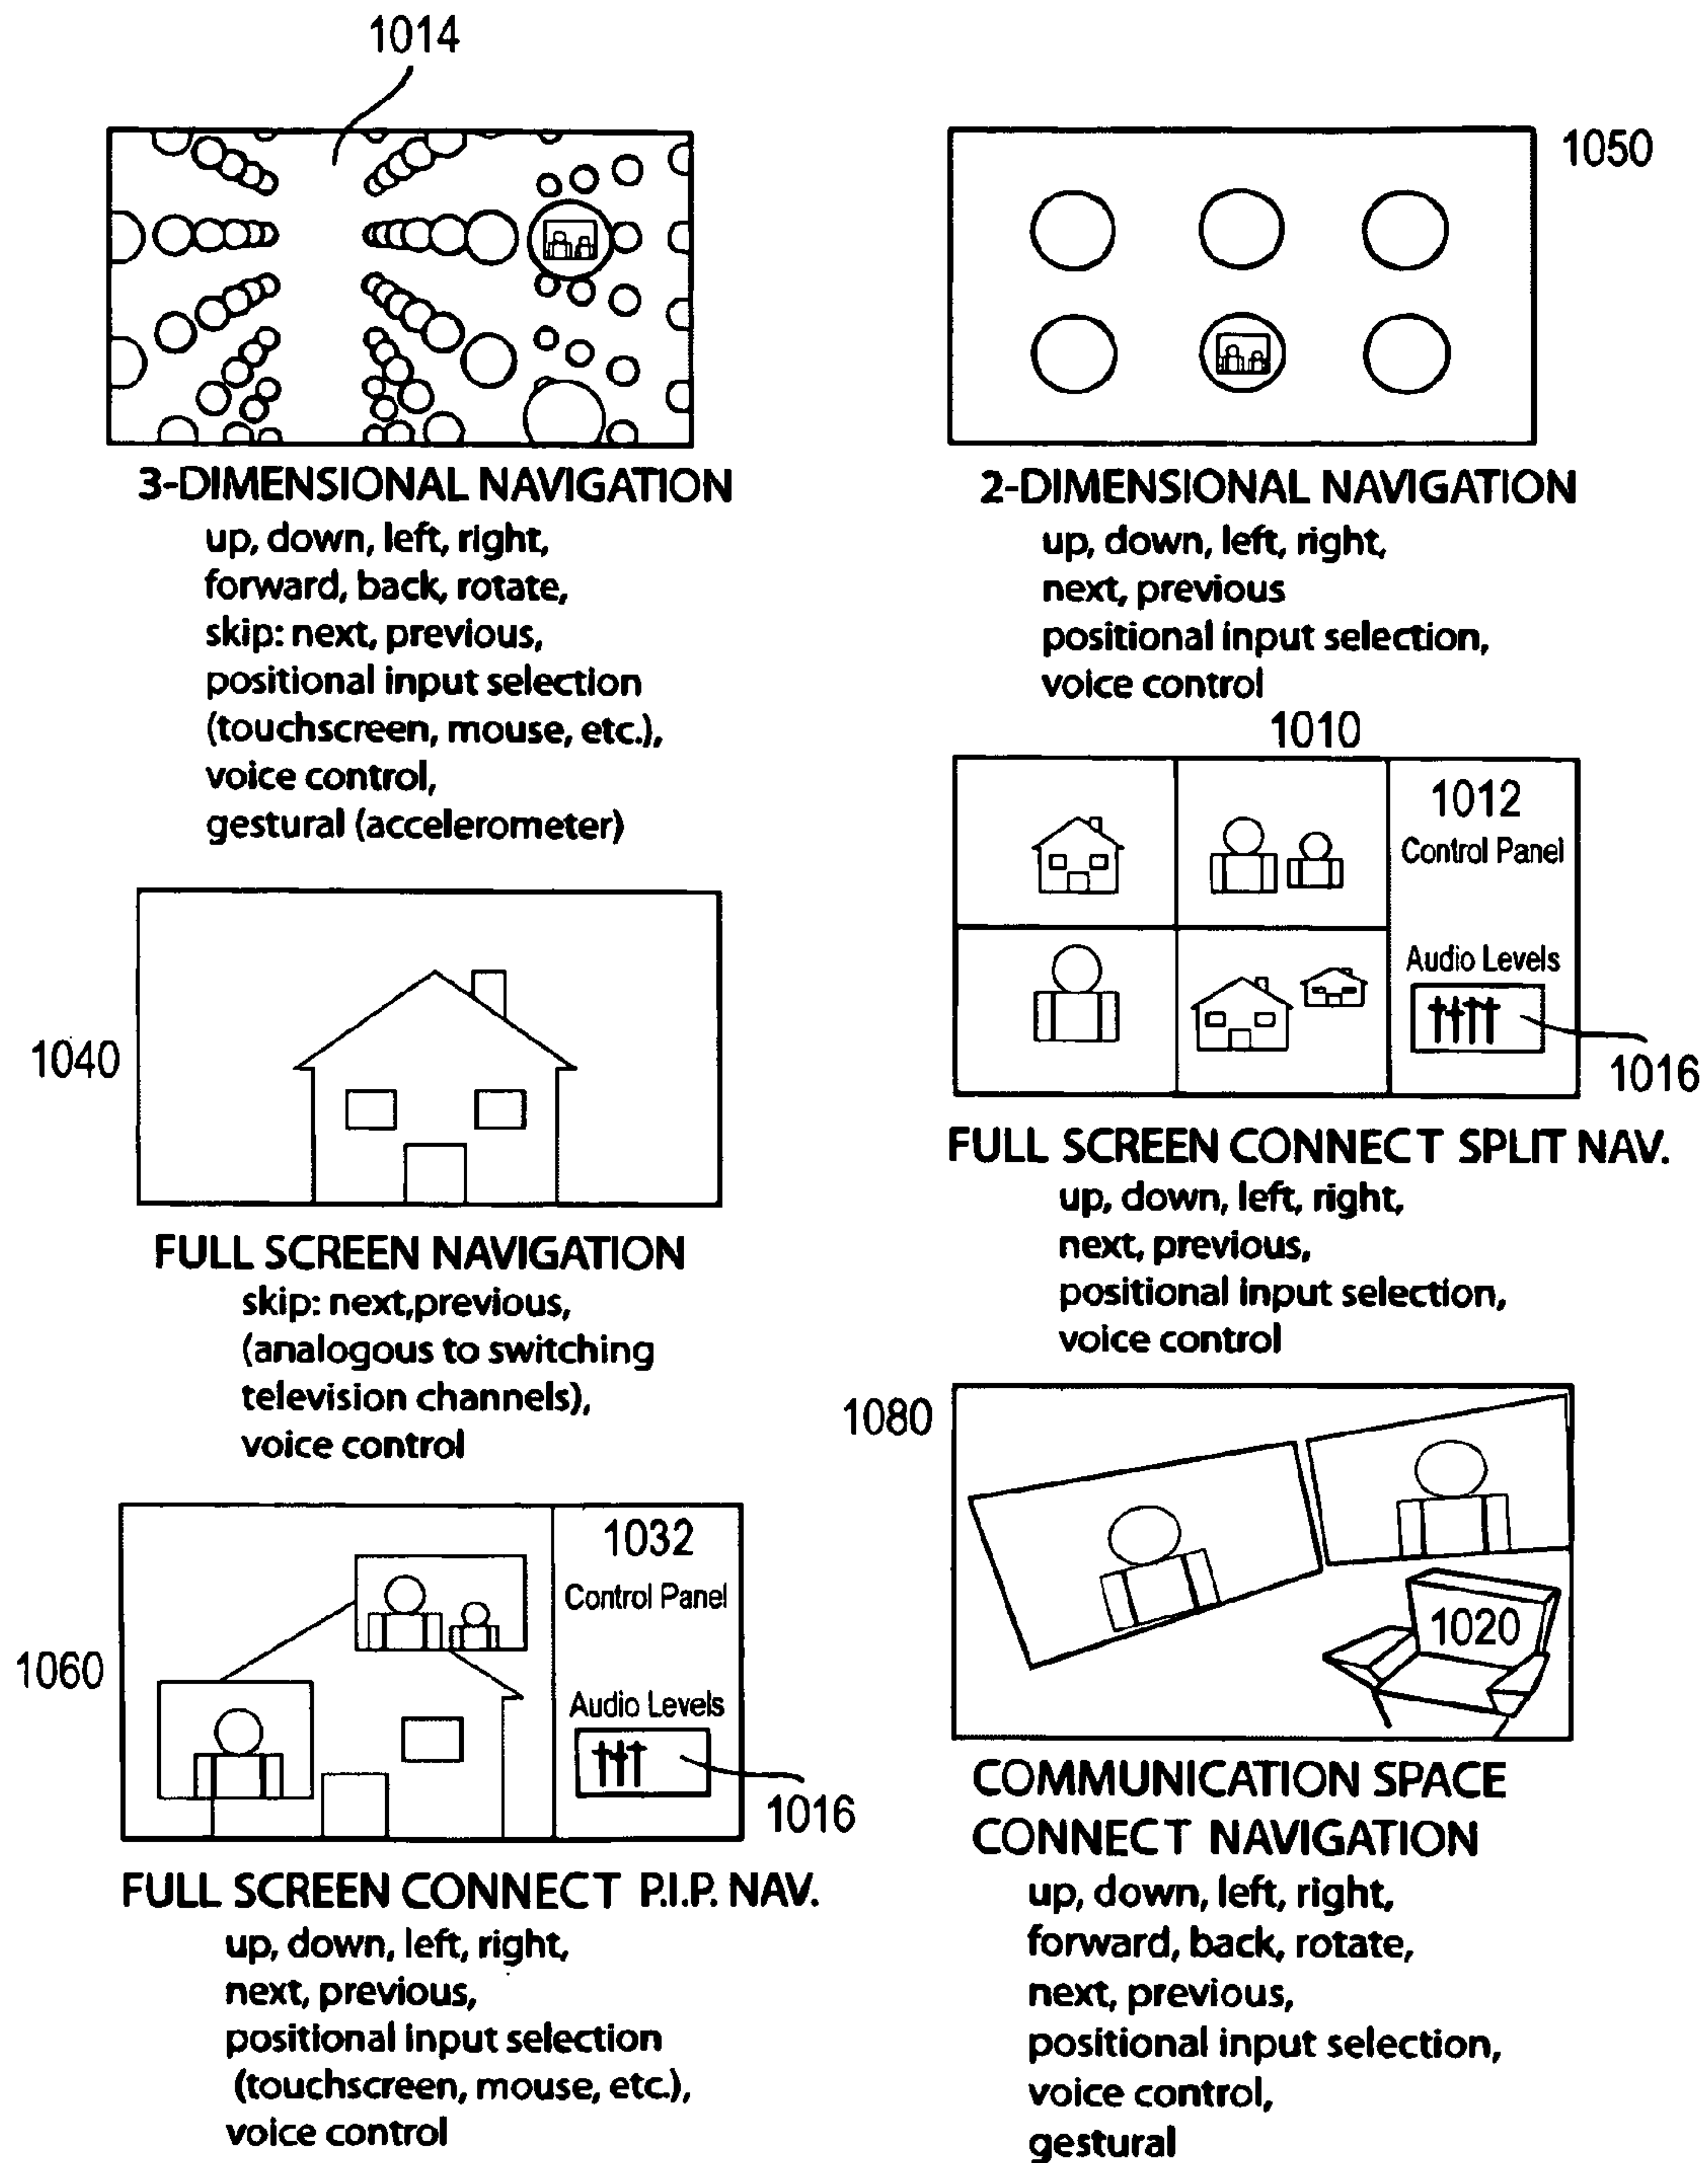 1014
3-DIMENSIONAL NAVIGATION
up, down, left, right,
forward, back, rotate,
skip: next, previous,
positional input selection
(touchscreen, mouse, etc.),
voice control,
gestural (accelerometer)
1050
2-DIMENSIONAL NAVIGATION
up, down, left, right,
next, previous
positional input selection,
voice control
1040
FULL SCREEN NAVIGATION
skip: next,previous,
(analogous to switching
television channels),
voice control
1010
1012
Control Panel
Audio Levels
1016
FULL SCREEN CONNECT SPLIT NAV.
up, down, left, right,
next, previous,
positional input selection,
voice control
1060
1032
Control Panel
Audio Levels
1016
FULL SCREEN CONNECT P.I.P. NAV.
up, down, left, right,
next, previous,
positional input selection
(touchscreen, mouse, etc.),
voice control
1080
1020
COMMUNICATION SPACE
CONNECT NAVIGATION
up, down, left, right,
forward, back, rotate,
next, previous,
positional input selection,
voice control,
gestural